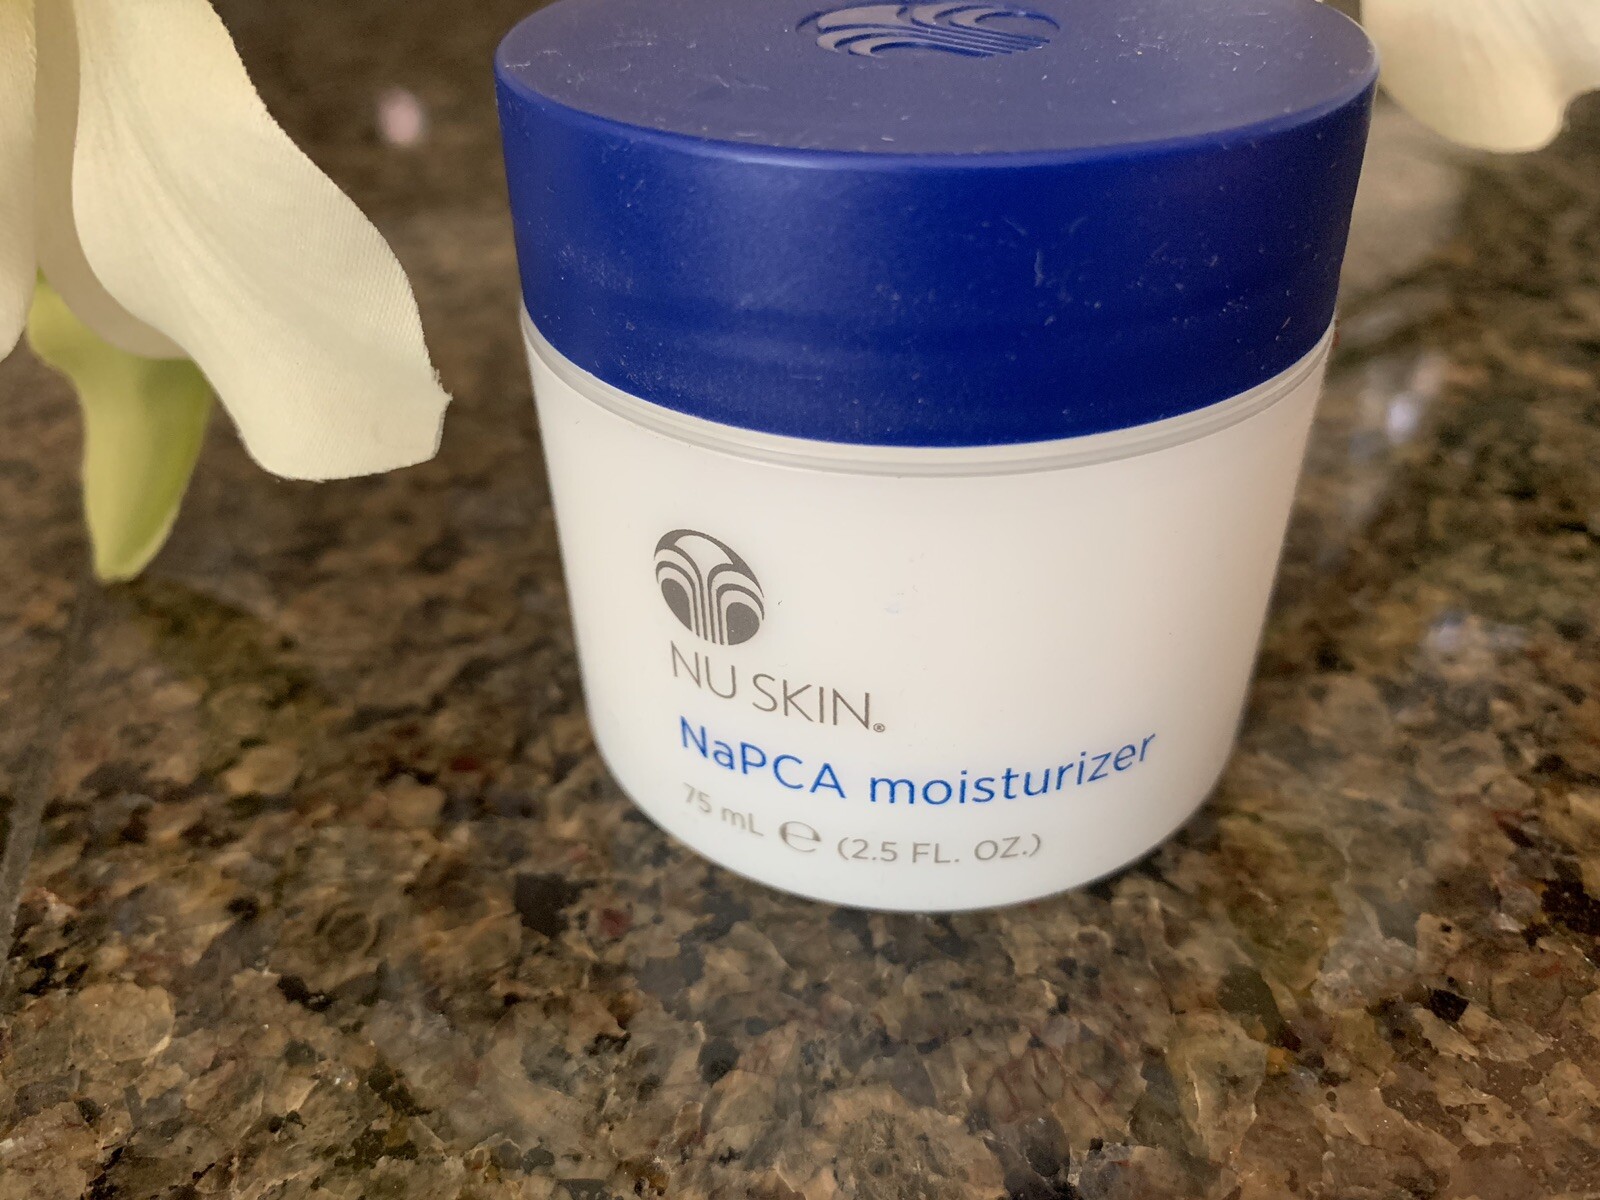 NU SKIN®
NaPCA moisturizer
75 mL ℮ (2.5 FL. OZ.)